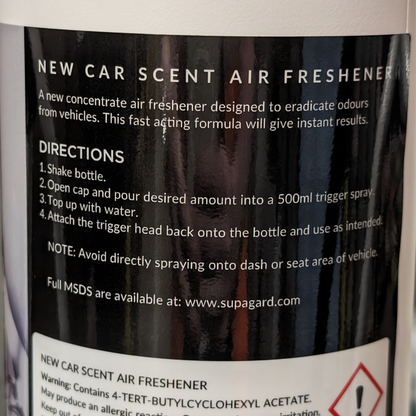 NEW CAR SCENT AIR FRESHENER
A new concentrate air freshener designed to eradicate odours
from vehicles. This fast acting formula will give instant results.
DIRECTIONS
1. Shake bottle.
2. Open cap and pour desired amount into a 500ml trigger spray.
3. Top up with water.
4. Attach the trigger head back onto the bottle and use as intended.
NOTE: Avoid directly spraying onto dash or seat area of vehicle.
Full MSDS are available at: www.supagard.com
NEW CAR SCENT AIR FRESHENER
Warning: Contains 4-TERT-BUTYLCYCLOHEXYL ACETATE.
May produce an allergic irritation.
Keep out